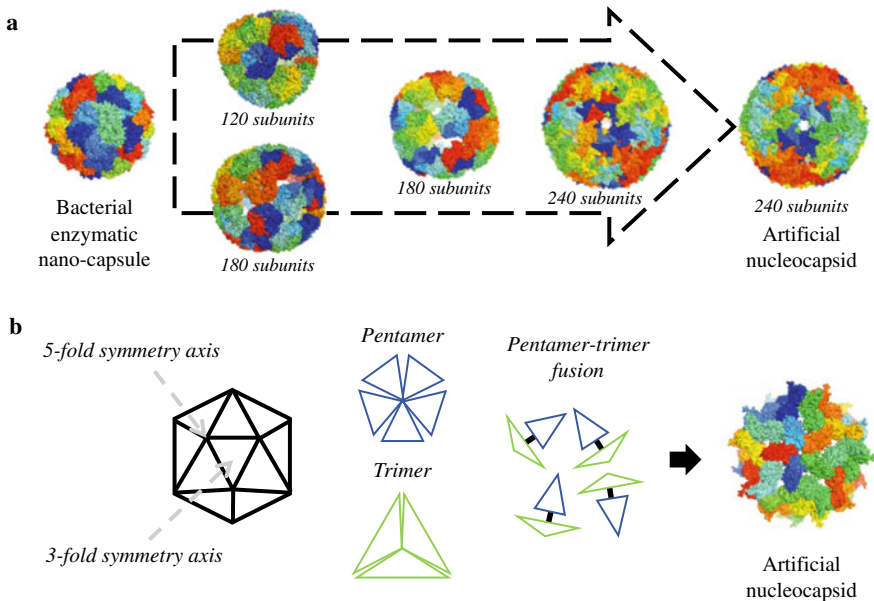 a
120 subunits
180 subunits
180 subunits
240 subunits
240 subunits
Bacterial
enzymatic
nano-capsule
Artificial
nucleocapsid
b
5-fold symmetry axis
3-fold symmetry axis
Pentamer
Trimer
Pentamer-trimer
fusion
Artificial
nucleocapsid